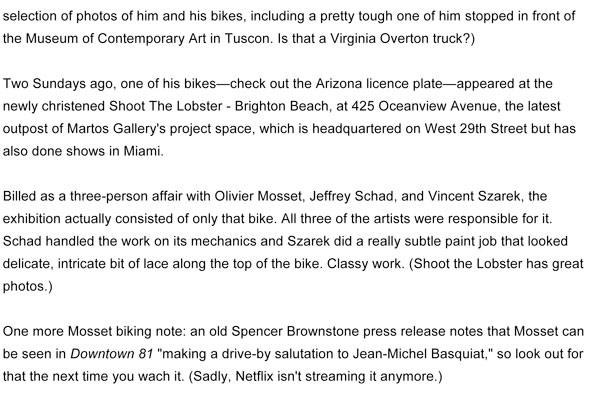 selection of photos of him and his bikes, including a pretty tough one of him stopped in front of
the Museum of Contemporary Art in Tuscon. Is that a Virginia Overton truck?)
Two Sundays ago, one of his bikes—check out the Arizona licence plate—appeared at the
newly christened Shoot The Lobster - Brighton Beach, at 425 Oceanview Avenue, the latest
outpost of Martos Gallery's project space, which is headquartered on West 29th Street but has
also done shows in Miami.
Billed as a three-person affair with Olivier Mosset, Jeffrey Schad, and Vincent Szarek, the
exhibition actually consisted of only that bike. All three of the artists were responsible for it.
Schad handled the work on its mechanics and Szarek did a really subtle paint job that looked
delicate, intricate bit of lace along the top of the bike. Classy work. (Shoot the Lobster has great
photos.)
One more Mosset biking note: an old Spencer Brownstone press release notes that Mosset can
be seen in Downtown 81 "making a drive-by salutation to Jean-Michel Basquiat," so look out for
that the next time you wach it. (Sadly, Netflix isn't streaming it anymore.)